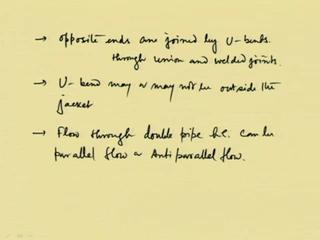 → opposite ends are joined by U-bends
through union and welded joints.
→ U-bend may or may not be outside the
jacket
→ Flow through double pipe h.e. can be
parallel flow or Anti parallel flow.